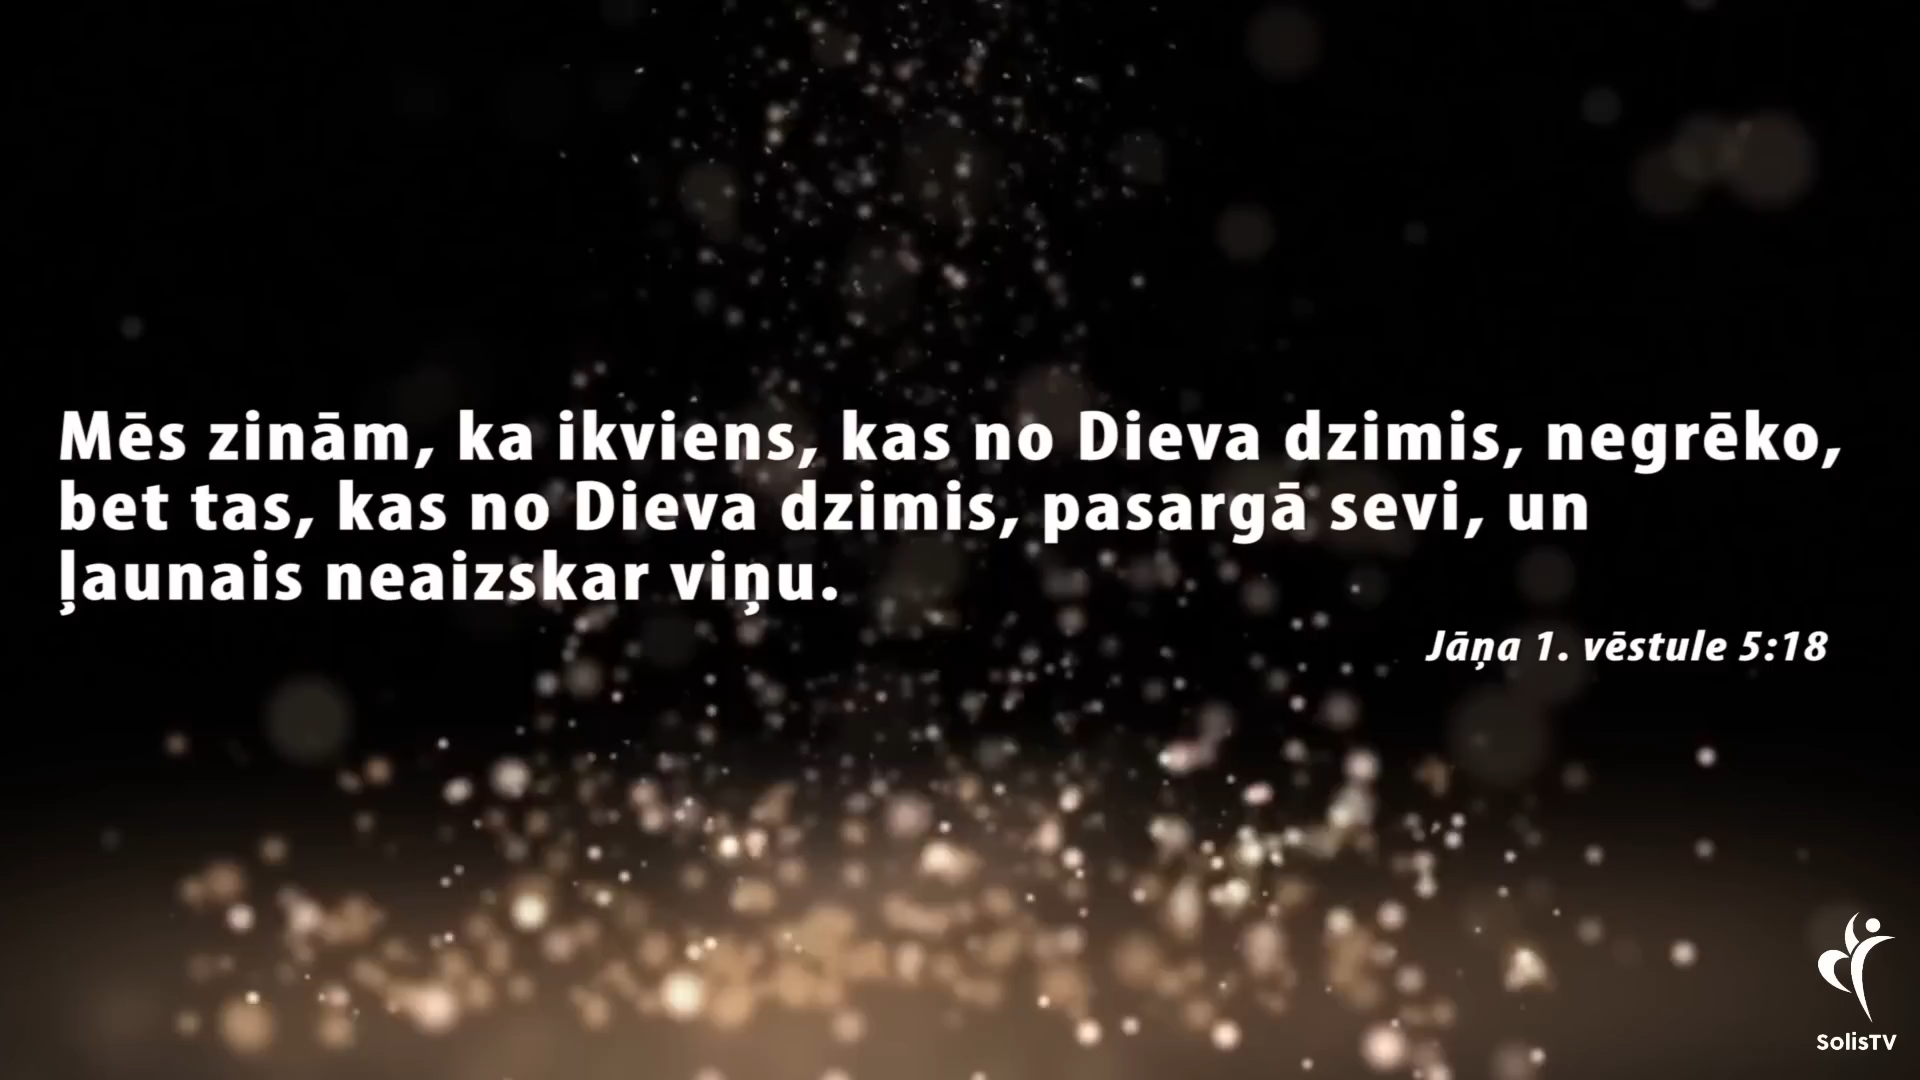 Mēs zinām, ka ikviens, kas no Dieva dzimis, negrēko,
bet tas, kas no Dieva dzimis, pasargā sevi, un
ļaunais neaizskar viņu.
Jāņa 1. vēstule 5:18
SolisTV